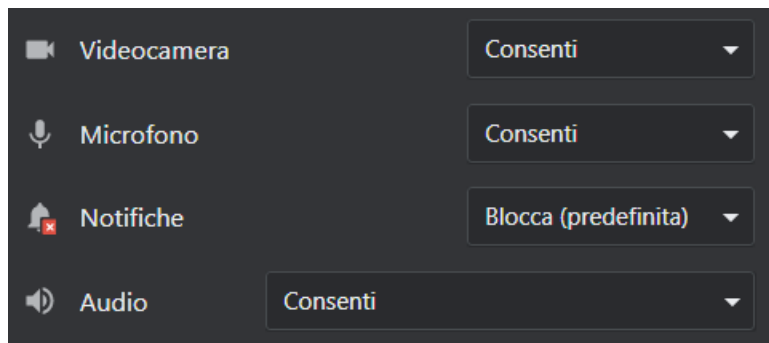 Videocamera Consenti
Microfono Consenti
Notifiche Blocca (predefinita)
Audio Consenti